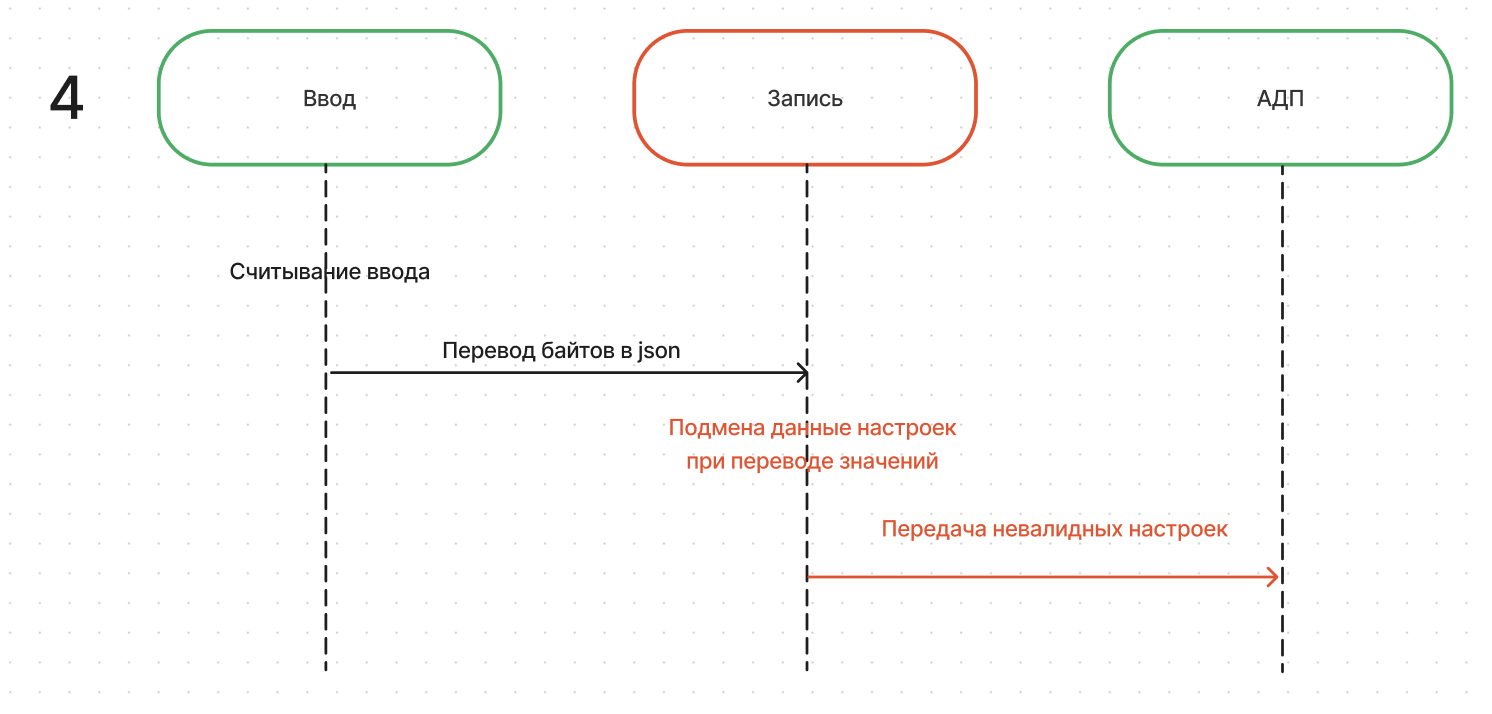 4
Ввод
Запись
АДП
Считывание ввода
Перевод байтов в json
Подмена данные настроек
при переводе значений
Передача невалидных настроек